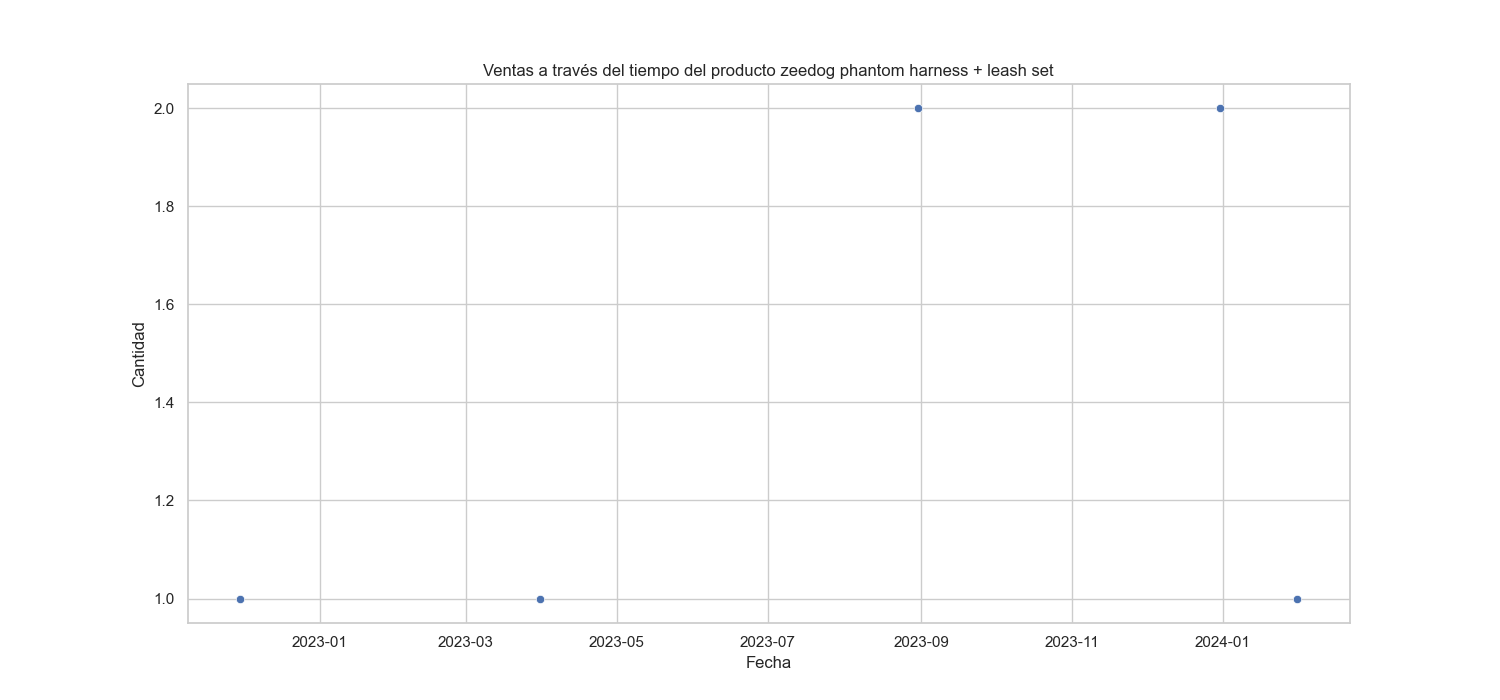 Ventas a través del tiempo del producto zeedog phantom harness + leash set
2.0
1.8
1.6
1.4
1.2
1.0
Cantidad
2023-01 2023-03 2023-05 2023-07 2023-09 2023-11 2024-01
Fecha